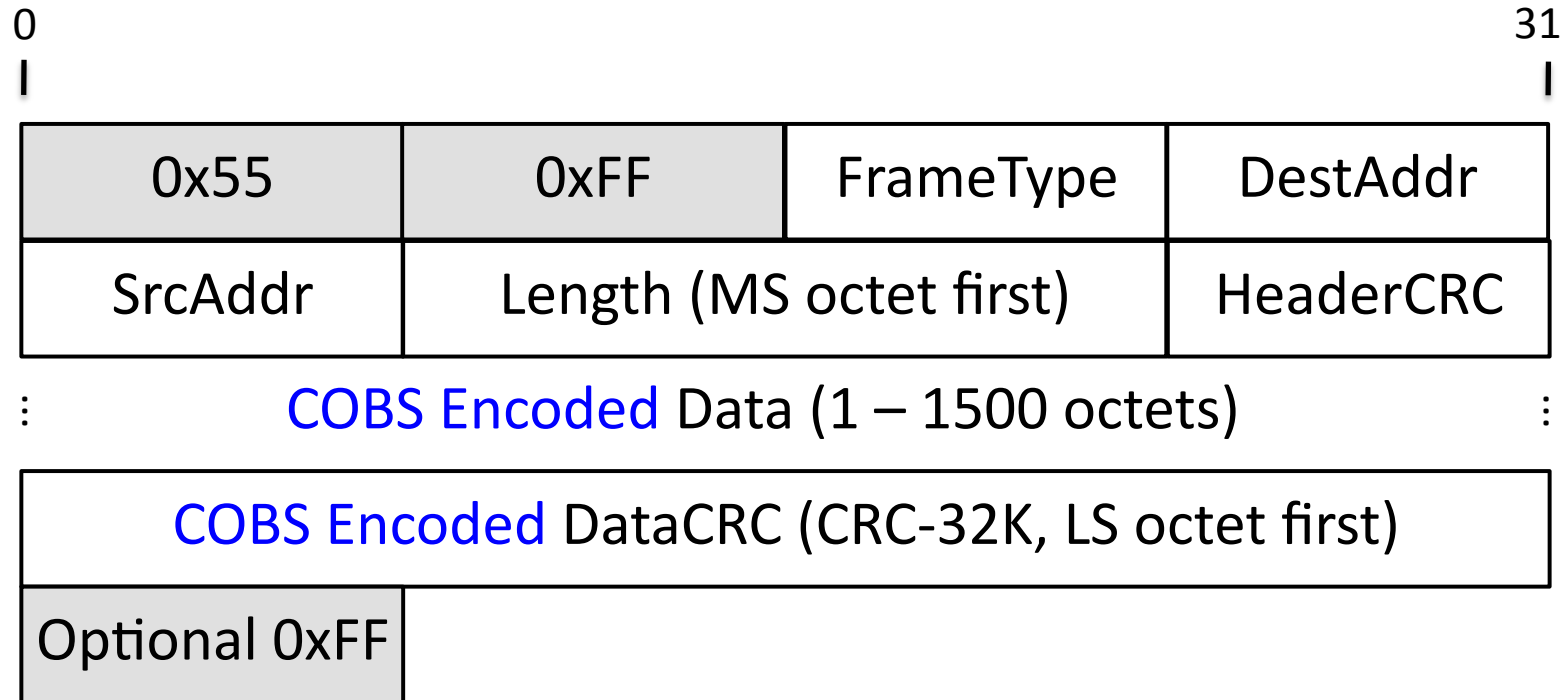 0 31
0x55 0xFF FrameType DestAddr
SrcAddr Length (MS octet first) HeaderCRC
⋮ COBS Encoded Data (1 – 1500 octets) ⋮
COBS Encoded DataCRC (CRC-32K, LS octet first)
Optional 0xFF